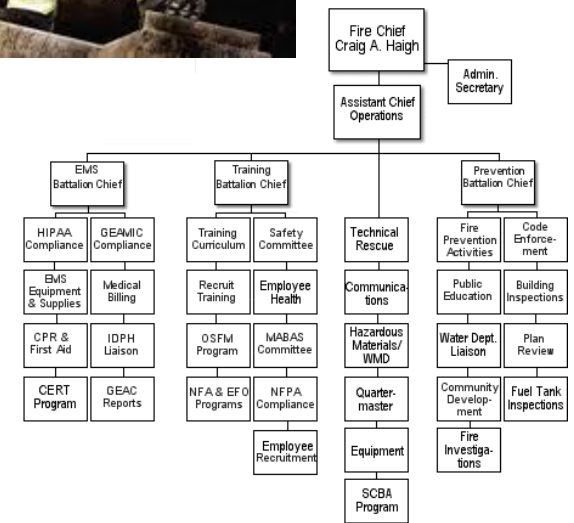 Fire Chief
Craig A. Haigh
Admin.
Secretary
Assistant Chief
Operations
EMS
Battalion Chief
Training
Battalion Chief
Prevention
Battalion Chief
HIPAA
Compliance
GEAMIC
Compliance
Training
Curriculum
Safety
Committee
Technical
Rescue
Fire
Prevention
Activities
Code
Enforce-
ment
EMS
Equipment
& Supplies
Medical
Billing
Recruit
Training
Employee
Health
Communica-
tions
Public
Education
Building
Inspections
CPR &
First Aid
IDPH
Liaison
OSFM
Program
MABAS
Committee
Hazardous
Materials/
WMD
Water Dept.
Liaison
Plan
Review
CERT
Program
GEAC
Reports
NFA & EFO
Programs
NFPA
Compliance
Quarter-
master
Community
Develop-
ment
Fuel Tank
Inspections
Employee
Recruitment
Equipment
Fire
Investiga-
tions
SCBA
Program